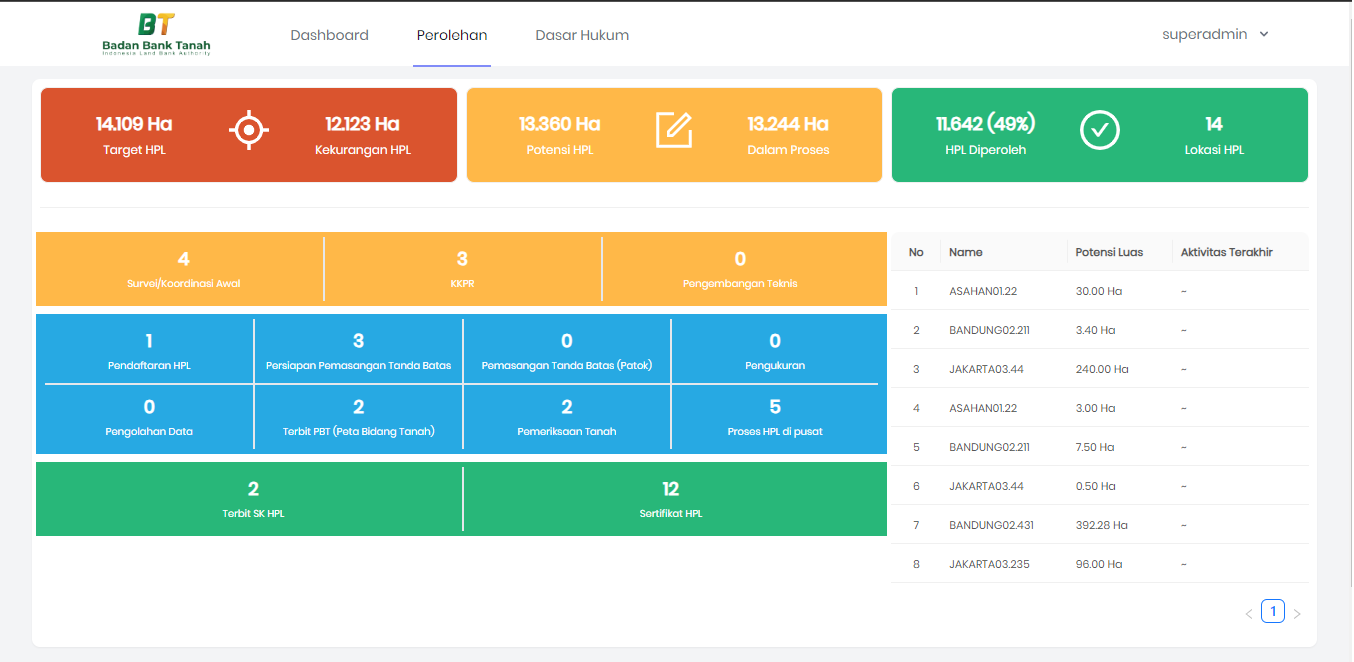 BT
Badan Bank Tanah
Indonesia Land Bank Authority
Dashboard
Perolehan
Dasar Hukum
superadmin
14.109 Ha
Target HPL
12.123 Ha
Kekurangan HPL
13.360 Ha
Potensi HPL
13.244 Ha
Dalam Proses
11.642 (49%)
HPL Diperoleh
14
Lokasi HPL
4
Survei/Koordinasi Awal
3
KKPR
0
Pengembangan Teknis
1
Pendaftaran HPL
3
Persiapan Pemasangan Tanda Batas
0
Pemasangan Tanda Batas (Patok)
0
Pengukuran
0
Pengolahan Data
2
Terbit PBT (Peta Bidang Tanah)
2
Pemeriksaan Tanah
5
Proses HPL di pusat
2
Terbit SK HPL
12
Sertifikat HPL
No Name Potensi Luas Aktivitas Terakhir
1 ASAHAN01.22 30.00 Ha ~
2 BANDUNG02.211 3.40 Ha ~
3 JAKARTA03.44 240.00 Ha ~
4 ASAHAN01.22 3.00 Ha ~
5 BANDUNG02.211 7.50 Ha ~
6 JAKARTA03.44 0.50 Ha ~
7 BANDUNG02.431 392.28 Ha ~
8 JAKARTA03.235 96.00 Ha ~
< 1 >